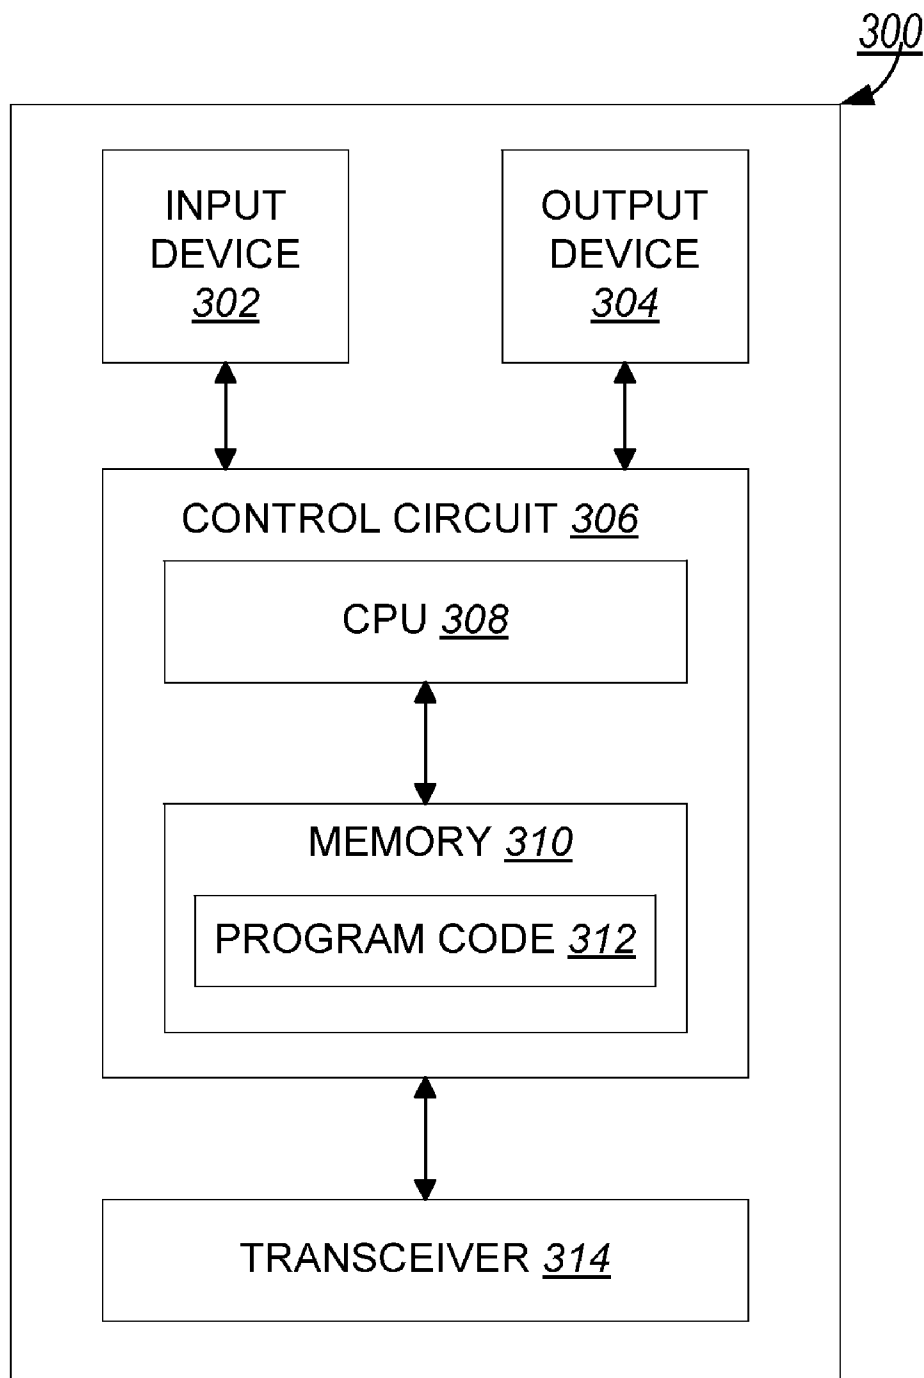 300
INPUT
DEVICE
302
OUTPUT
DEVICE
304
CONTROL CIRCUIT 306
CPU 308
MEMORY 310
PROGRAM CODE 312
TRANSCEIVER 314